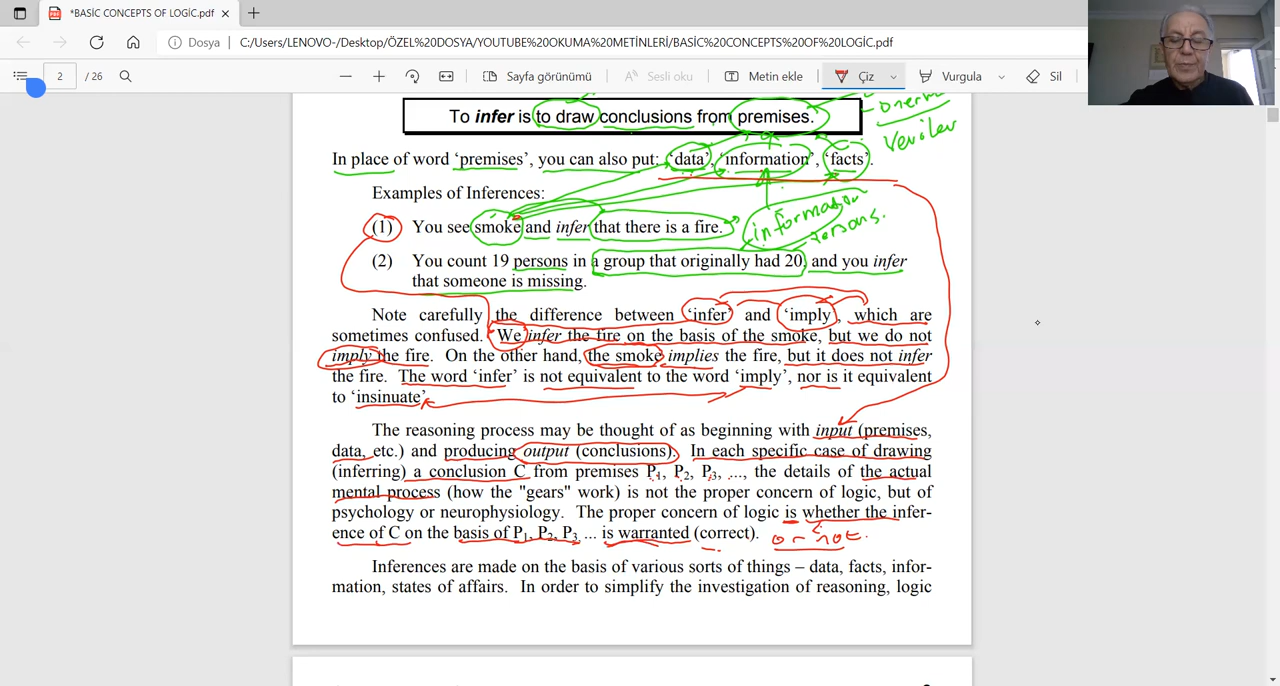 *BASİC CONCEPTS OF LOGİC.pdf
Dosya C:/Users/LENOVO-/Desktop/ÖZEL%20DOSYA/YOUTUBE%20OKUMA%20METİNLERİ/BASİC%20CONCEPTS%20OF%20LOGİC.pdf
2 / 26 Sayfa görünümü Sesli oku Metin ekle Çiz Vurgula Sil
To infer is to draw conclusions from premises.
Veriler
In place of word ‘premises’, you can also put: ‘data’, ‘information’, ‘facts’.
Examples of Inferences:
information
persons.
(1) You see smoke and infer that there is a fire.
(2) You count 19 persons in a group that originally had 20, and you infer
that someone is missing.
Note carefully the difference between ‘infer’ and ‘imply’, which are
sometimes confused. We infer the fire on the basis of the smoke, but we do not
imply the fire. On the other hand, the smoke implies the fire, but it does not infer
the fire. The word ‘infer’ is not equivalent to the word ‘imply’, nor is it equivalent
to ‘insinuate’.
The reasoning process may be thought of as beginning with input (premises,
data, etc.) and producing output (conclusions). In each specific case of drawing
(inferring) a conclusion C from premises P1, P2, P3, ..., the details of the actual
mental process (how the "gears" work) is not the proper concern of logic, but of
psychology or neurophysiology. The proper concern of logic is whether the infer-
ence of C on the basis of P1, P2, P3, ... is warranted (correct). or not.
Inferences are made on the basis of various sorts of things – data, facts, infor-
mation, states of affairs. In order to simplify the investigation of reasoning, logic